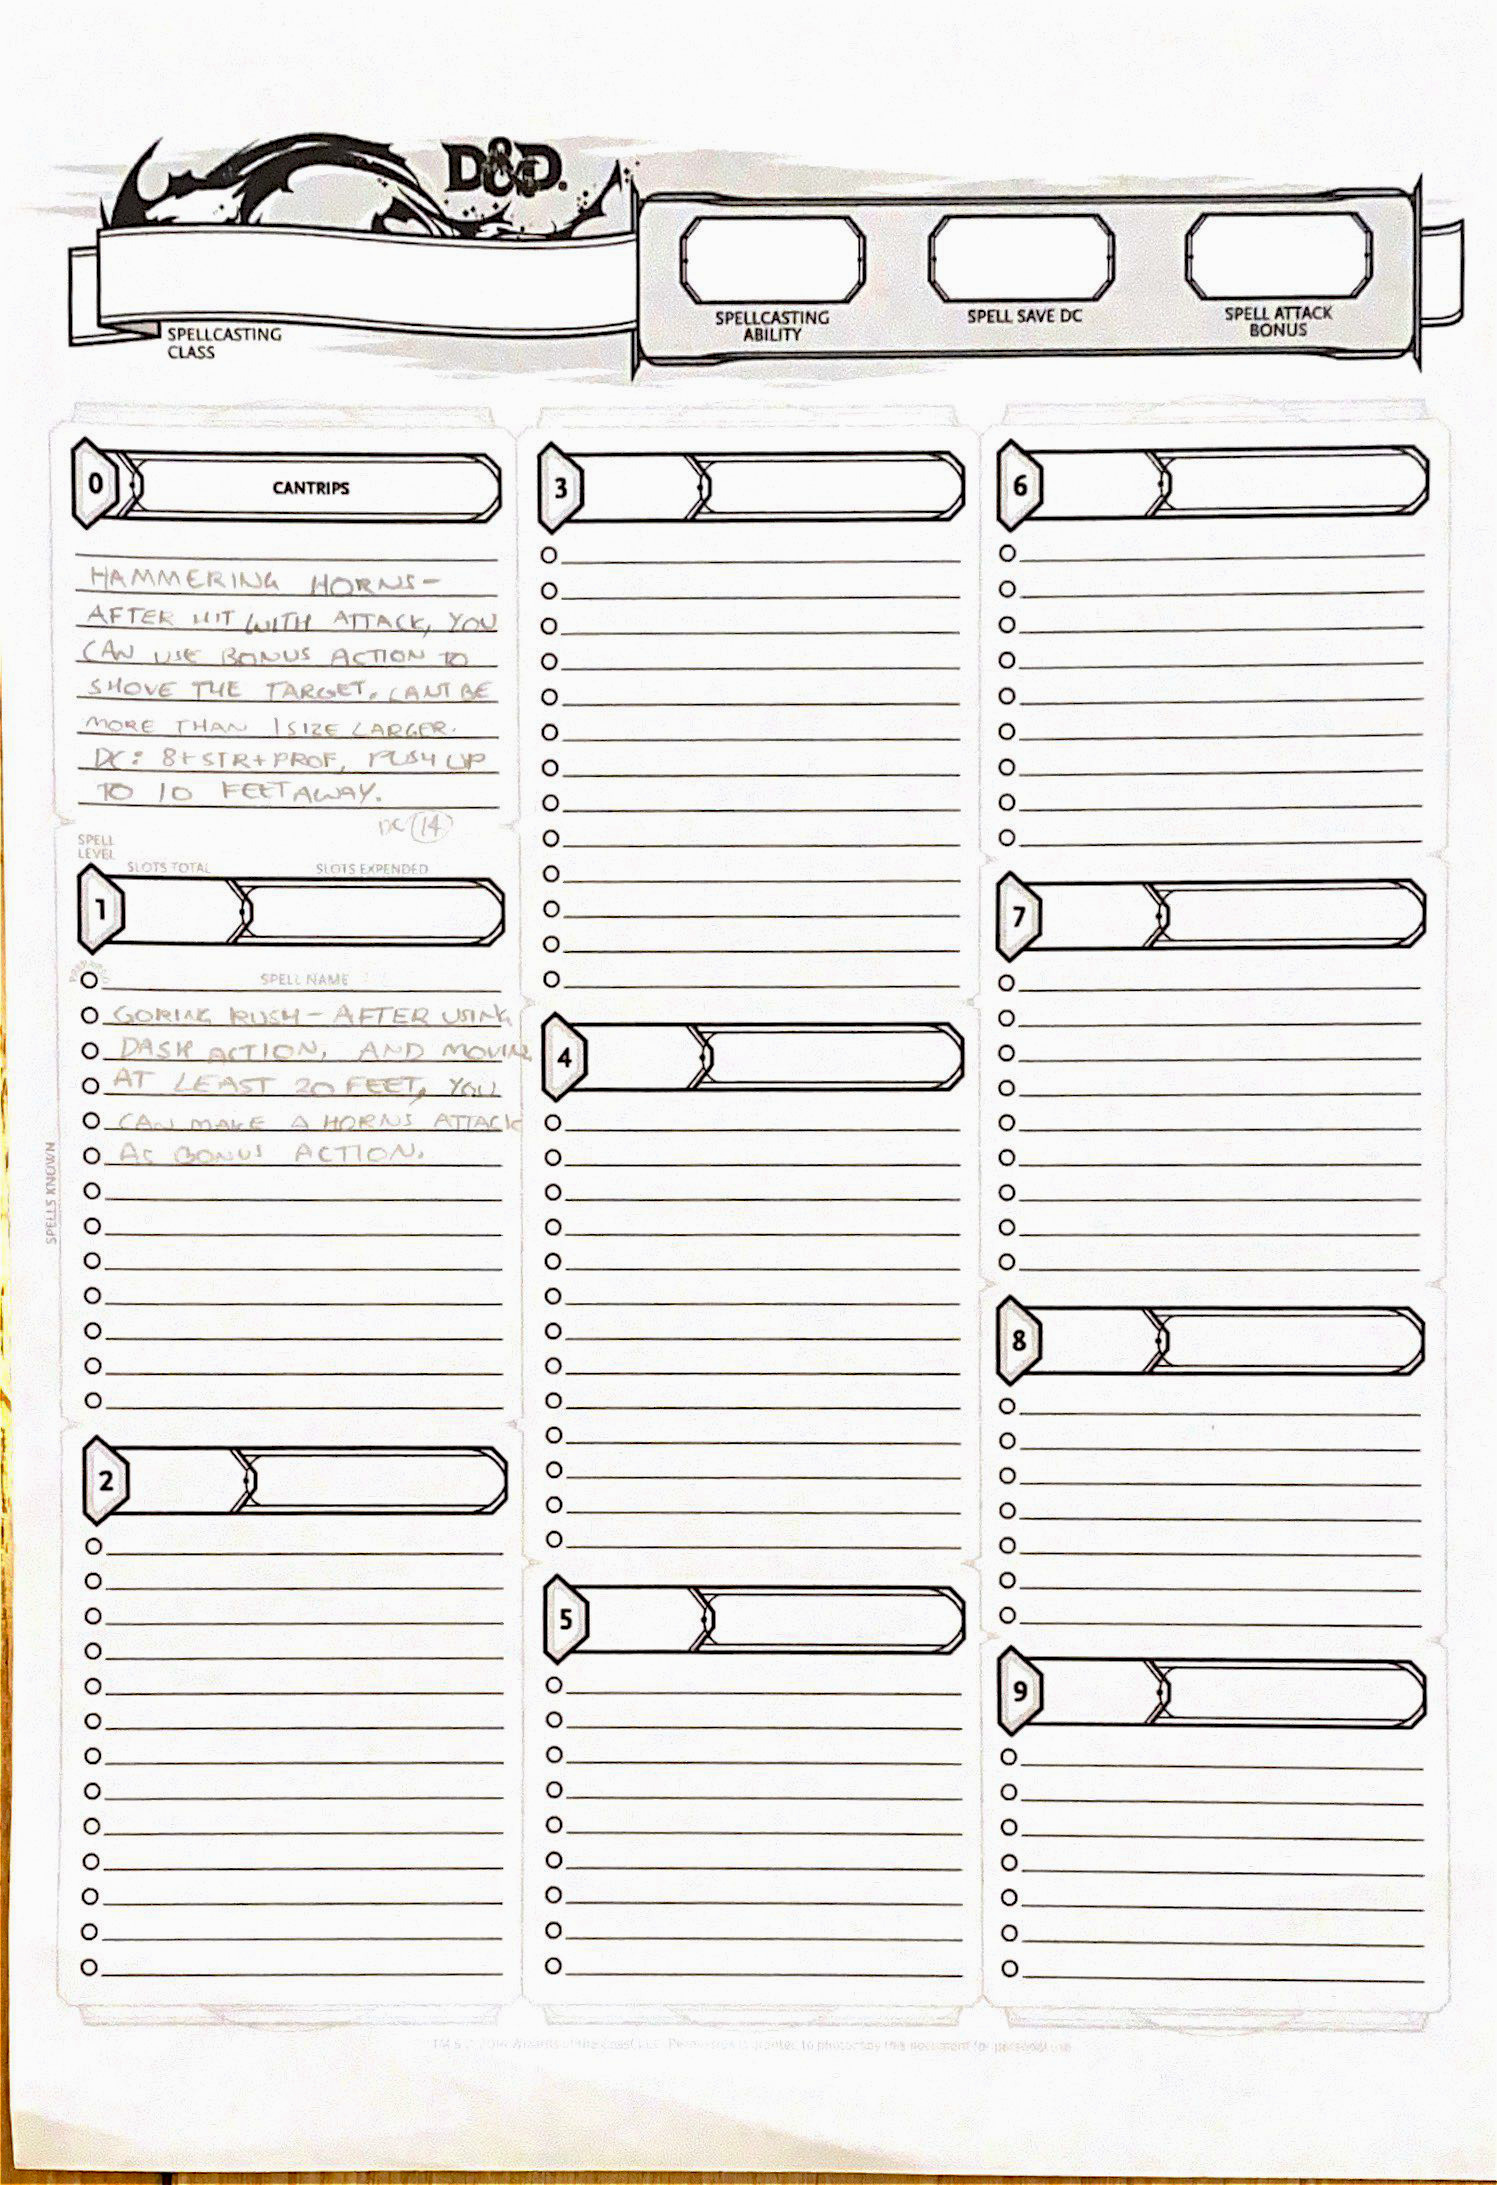 D&D
SPELLCASTING
CLASS
SPELLCASTING
ABILITY
SPELL SAVE DC
SPELL ATTACK
BONUS
0
CANTRIPS
HAMMERING HORNS-
AFTER HIT WITH ATTACK, YOU
CAN USE BONUS ACTION TO
SHOVE THE TARGET. CANT BE
MORE THAN 1 SIZE LARGER.
DC: 8+STR+PROF, PUSH UP
TO 10 FEET AWAY.
DC 14
SPELL
LEVEL
SLOTS TOTAL
SLOTS EXPENDED
1
SPELL NAME
GORING RUSH - AFTER USING
DASH ACTION, AND MOVING
AT LEAST 20 FEET, YOU
CAN MAKE A HORNS ATTACK
AS BONUS ACTION.
SPELLS KNOWN
2
3
4
5
6
7
8
9
TM & © 2014 Wizards of the Coast LLC. Permission is granted to photocopy this document for personal use.